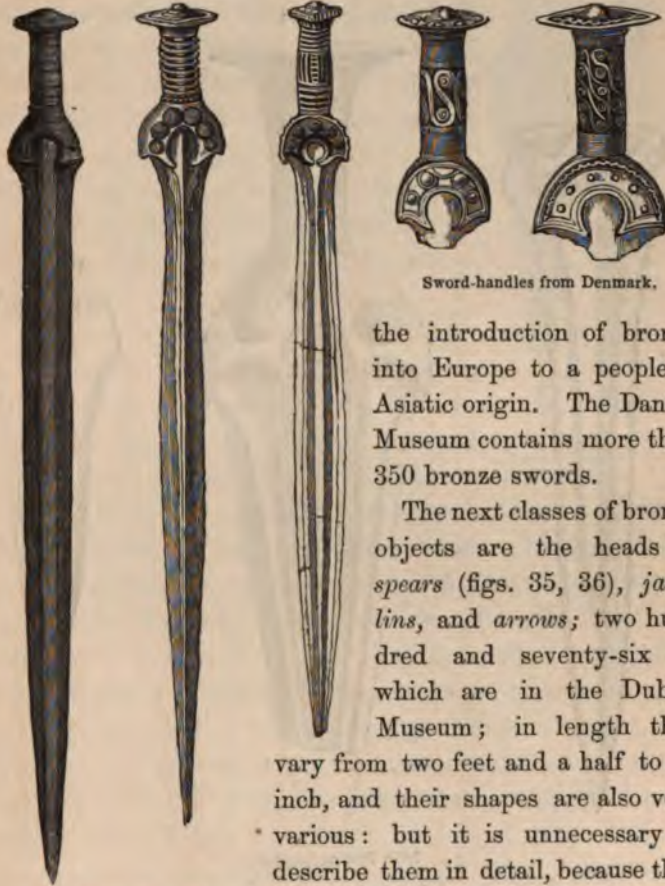 Sword-handles from Denmark.
the introduction of bron
into Europe to a people
Asiatic origin. The Dan
Museum contains more th
350 bronze swords.
The next classes of bron
objects are the heads
spears (figs. 35, 36), ja
lins, and arrows; two hu
dred and seventy-six
which are in the Dub
Museum; in length th
vary from two feet and a half to
inch, and their shapes are also v
various: but it is unnecessary
describe them in detail, because th